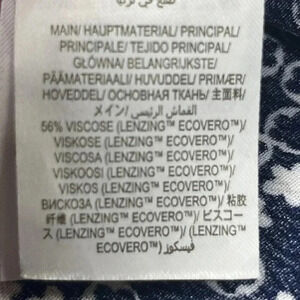 صنع في تركيا
MAIN/ HAUPTMATERIAL/ PRINCIPAL/
PRINCIPALE/ TEJIDO PRINCIPAL/
GŁÓWNA/ BELANGRIJKSTE/
PÄÄMATERIAALI/ HUVUDDEL/ PRIMÆR/
HOVEDDEL/ ОСНОВНАЯ ТКАНЬ/ 主面料/
メイン/ القماش الرئيسي/
56% VISCOSE (LENZING™ ECOVERO™)/
VISKOSE (LENZING™ ECOVERO™)/
VISCOSA (LENZING™ ECOVERO™)/
VISKOOSI (LENZING™ ECOVERO™)/
VISKOS (LENZING™ ECOVERO™)/
ВИСКОЗА (LENZING™ ECOVERO™)/ 粘胶
纤维 (LENZING™ ECOVERO™)/ ビスコー
ス (LENZING™ ECOVERO™)/ (LENZING™
ECOVERO™) فيسكوز/